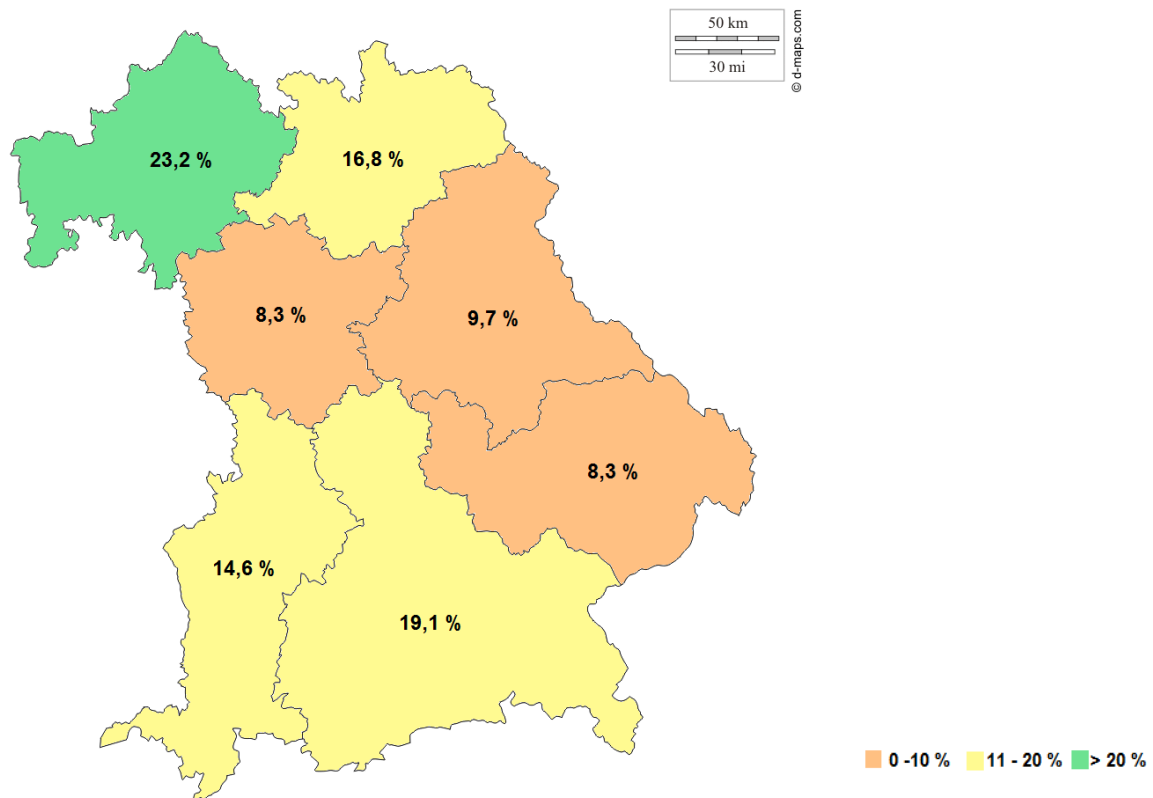 50 km
30 mi
© d-maps.com
23,2 %
16,8 %
8,3 %
9,7 %
8,3 %
14,6 %
19,1 %
0 -10 % 11 - 20 % > 20 %